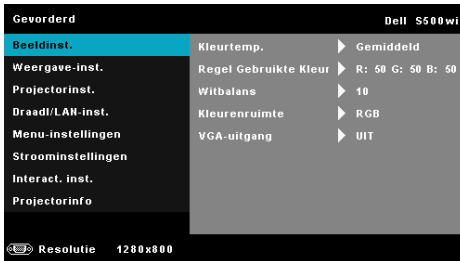 Gevorderd Dell S500wi
Beeldinst. Kleurtemp. Gemiddeld
Weergave-inst. Regel Gebruikte Kleur R: 50 G: 50 B: 50
Projectorinst. Witbalans 10
Draadl/LAN-inst. Kleurenruimte RGB
Menu-instellingen VGA-uitgang UIT
Stroominstellingen
Interact. inst.
Projectorinfo
Resolutie 1280x800